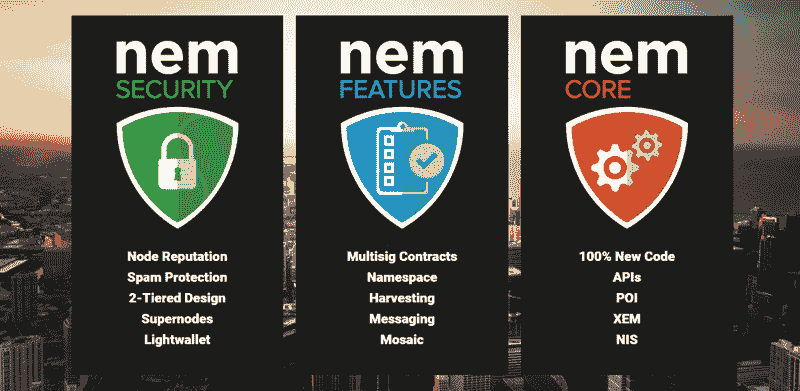 nem
SECURITY
Node Reputation
Spam Protection
2-Tiered Design
Supernodes
Lightwallet
nem
FEATURES
Multisig Contracts
Namespace
Harvesting
Messaging
Mosaic
nem
CORE
100% New Code
APIs
POI
XEM
NIS